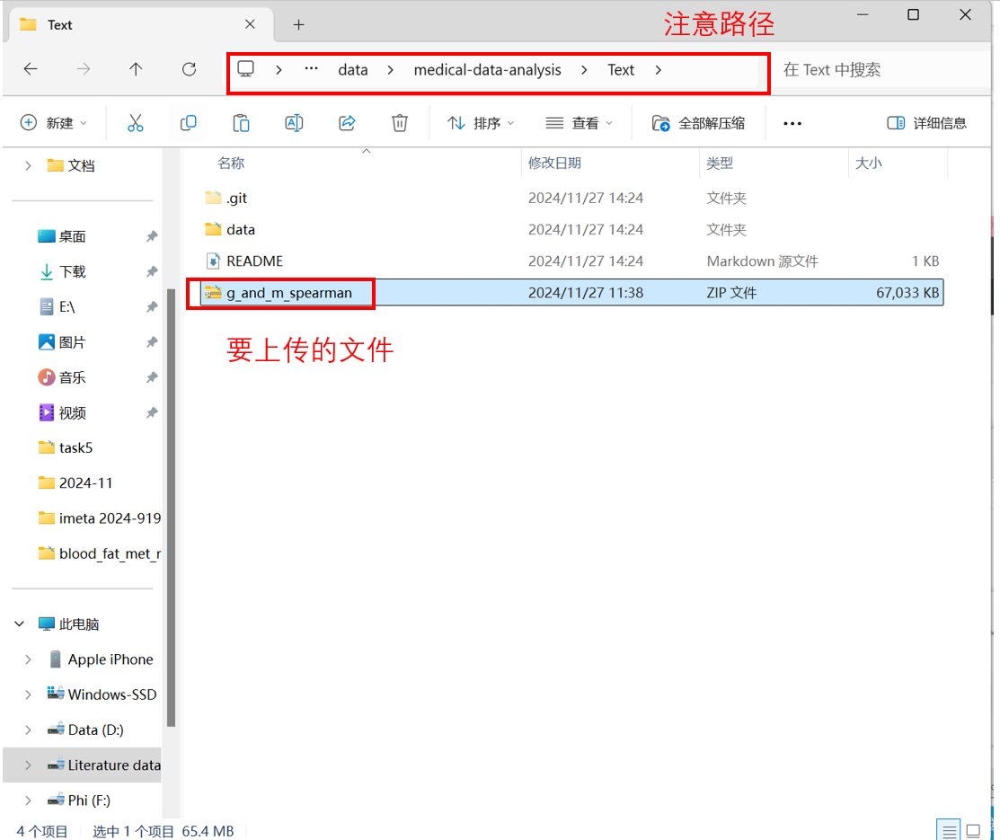 Text
注意路径
… data medical-data-analysis Text
在 Text 中搜索
新建 排序 查看 全部解压缩 ... 详细信息
名称 修改日期 类型 大小
.git 2024/11/27 14:24 文件夹
data 2024/11/27 14:24 文件夹
README 2024/11/27 14:24 Markdown 源文件 1 KB
g_and_m_spearman 2024/11/27 11:38 ZIP 文件 67,033 KB
要上传的文件
文档
桌面
下载
E:\
图片
音乐
视频
task5
2024-11
imeta 2024-919
blood_fat_met_r
此电脑
Apple iPhone
Windows-SSD
Data (D:)
Literature data
Phi (F:)
4 个项目 选中 1 个项目 65.4 MB